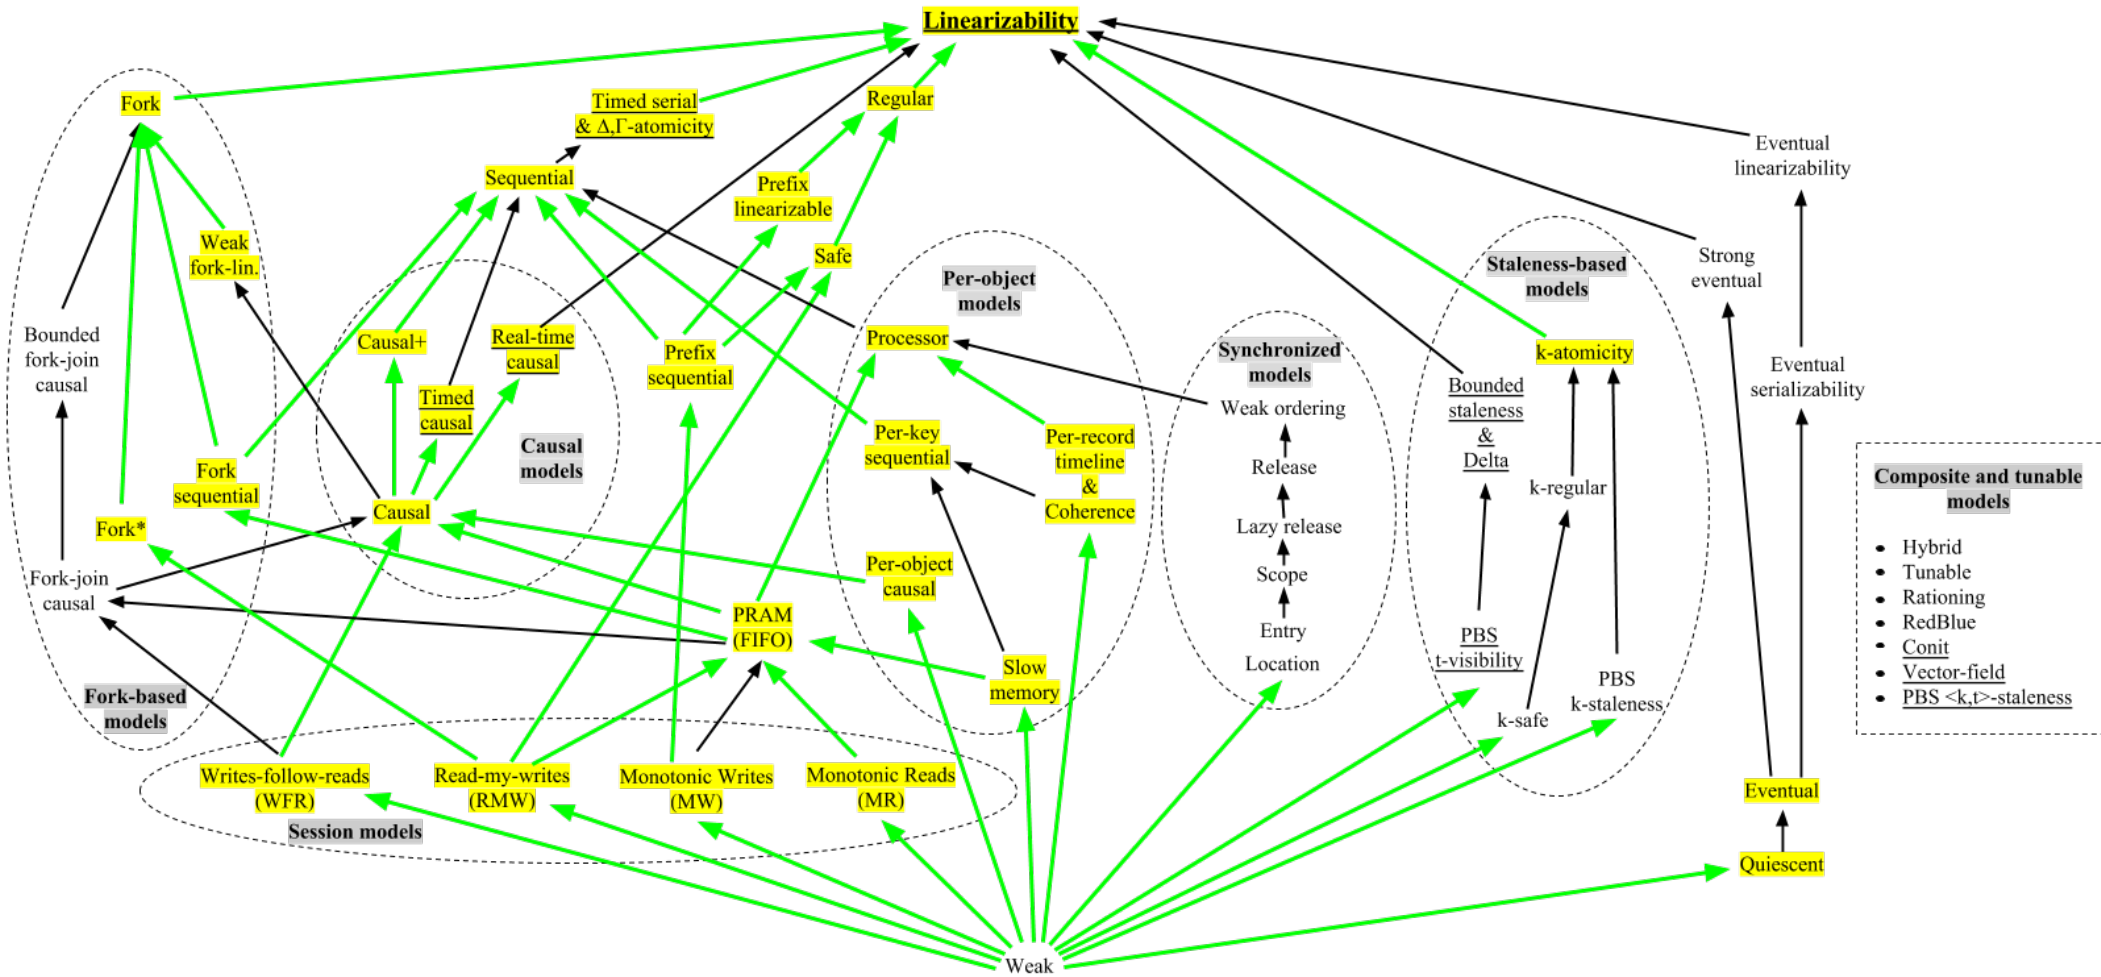 Linearizability
Fork
Timed serial
& Δ,Γ-atomicity
Regular
Eventual
linearizability
Sequential
Prefix
linearizable
Weak
fork-lin.
Safe
Strong
eventual
Per-object
models
Staleness-based
models
Bounded
fork-join
causal
Causal+
Real-time
causal
Prefix
sequential
Processor
Synchronized
models
k-atomicity
Eventual
serializability
Timed
causal
Bounded
staleness
&
Delta
Weak ordering
Causal
models
Per-key
sequential
Per-record
timeline
&
Coherence
Release
k-regular
Composite and tunable
models
Fork
sequential
Causal
Fork*
Lazy release
Hybrid
Tunable
Rationing
RedBlue
Conit
Vector-field
PBS <k,t>-staleness
Fork-join
causal
Per-object
causal
Scope
PRAM
(FIFO)
Entry
Location
PBS
t-visibility
Slow
memory
PBS
k-staleness
k-safe
Fork-based
models
Writes-follow-reads
(WFR)
Read-my-writes
(RMW)
Monotonic Writes
(MW)
Monotonic Reads
(MR)
Session models
Eventual
Quiescent
Weak